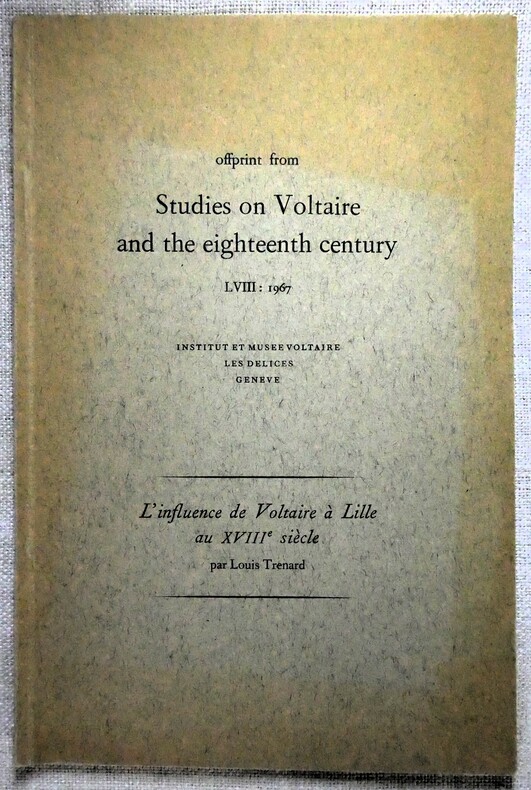 offprint from
Studies on Voltaire
and the eighteenth century
LVIII: 1967
INSTITUT ET MUSEE VOLTAIRE
LES DELICES
GENEVE
L'influence de Voltaire à Lille
au XVIIIe siècle
par Louis Trenard